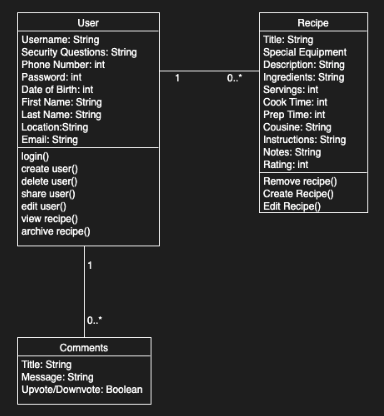 User
Username: String
Security Questions: String
Phone Number: int
Password: int
Date of Birth: int
First Name: String
Last Name: String
Location:String
Email: String
login()
create user()
delete user()
share user()
edit user()
view recipe()
archive recipe()
1
0..*
Recipe
Title: String
Special Equipment
Description: String
Ingredients: String
Servings: int
Cook Time: int
Prep Time: int
Cousine: String
Instructions: String
Notes: String
Rating: int
Remove recipe()
Create Recipe()
Edit Recipe()
1
0..*
Comments
Title: String
Message: String
Upvote/Downvote: Boolean